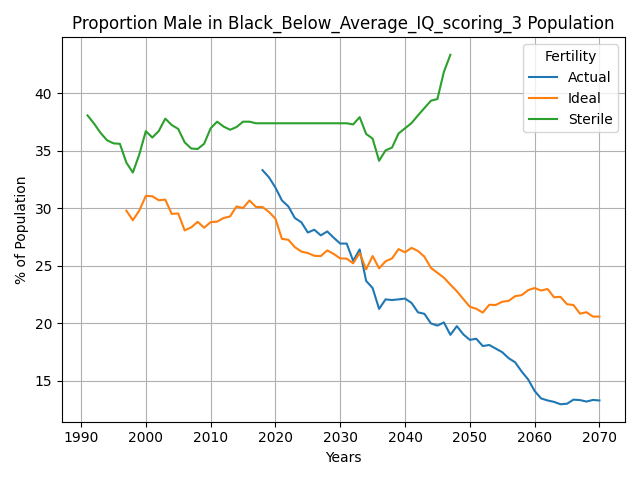 Proportion Male in Black_Below_Average_IQ_scoring_3 Population
Fertility
Actual
Ideal
Sterile
% of Population
40
35
30
25
20
15
1990 2000 2010 2020 2030 2040 2050 2060 2070
Years